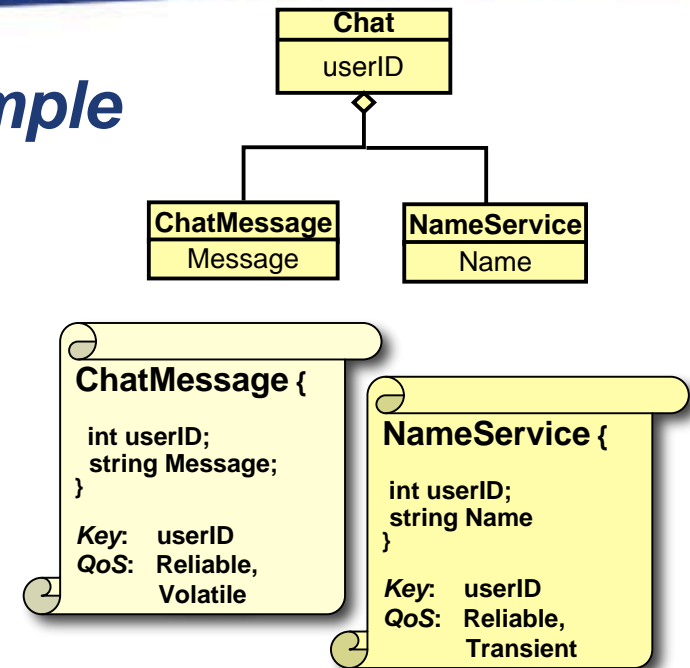 Chat
userID
ChatMessage
Message
NameService
Name
ChatMessage {
int userID;
string Message;
}
Key: userID
QoS: Reliable,
Volatile
NameService {
int userID;
string Name
}
Key: userID
QoS: Reliable,
Transient